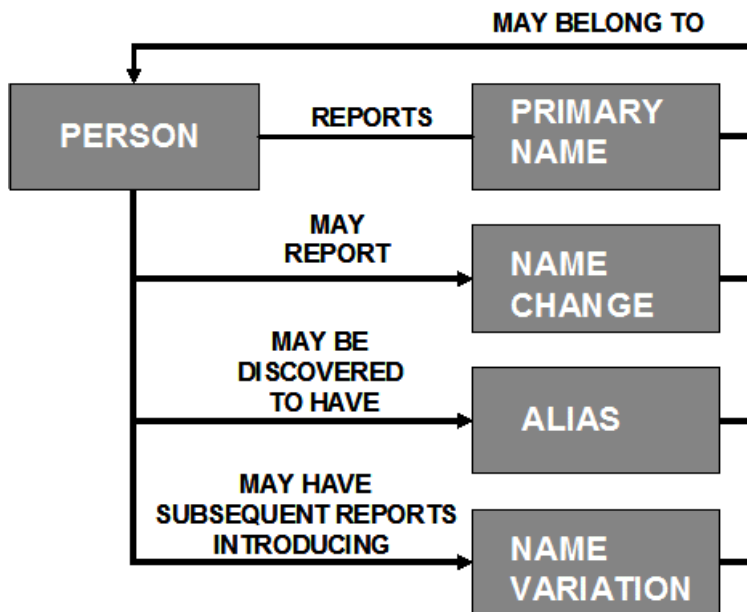 MAY BELONG TO
PERSON
REPORTS
PRIMARY
NAME
MAY
REPORT
NAME
CHANGE
MAY BE
DISCOVERED
TO HAVE
ALIAS
MAY HAVE
SUBSEQUENT REPORTS
INTRODUCING
NAME
VARIATION